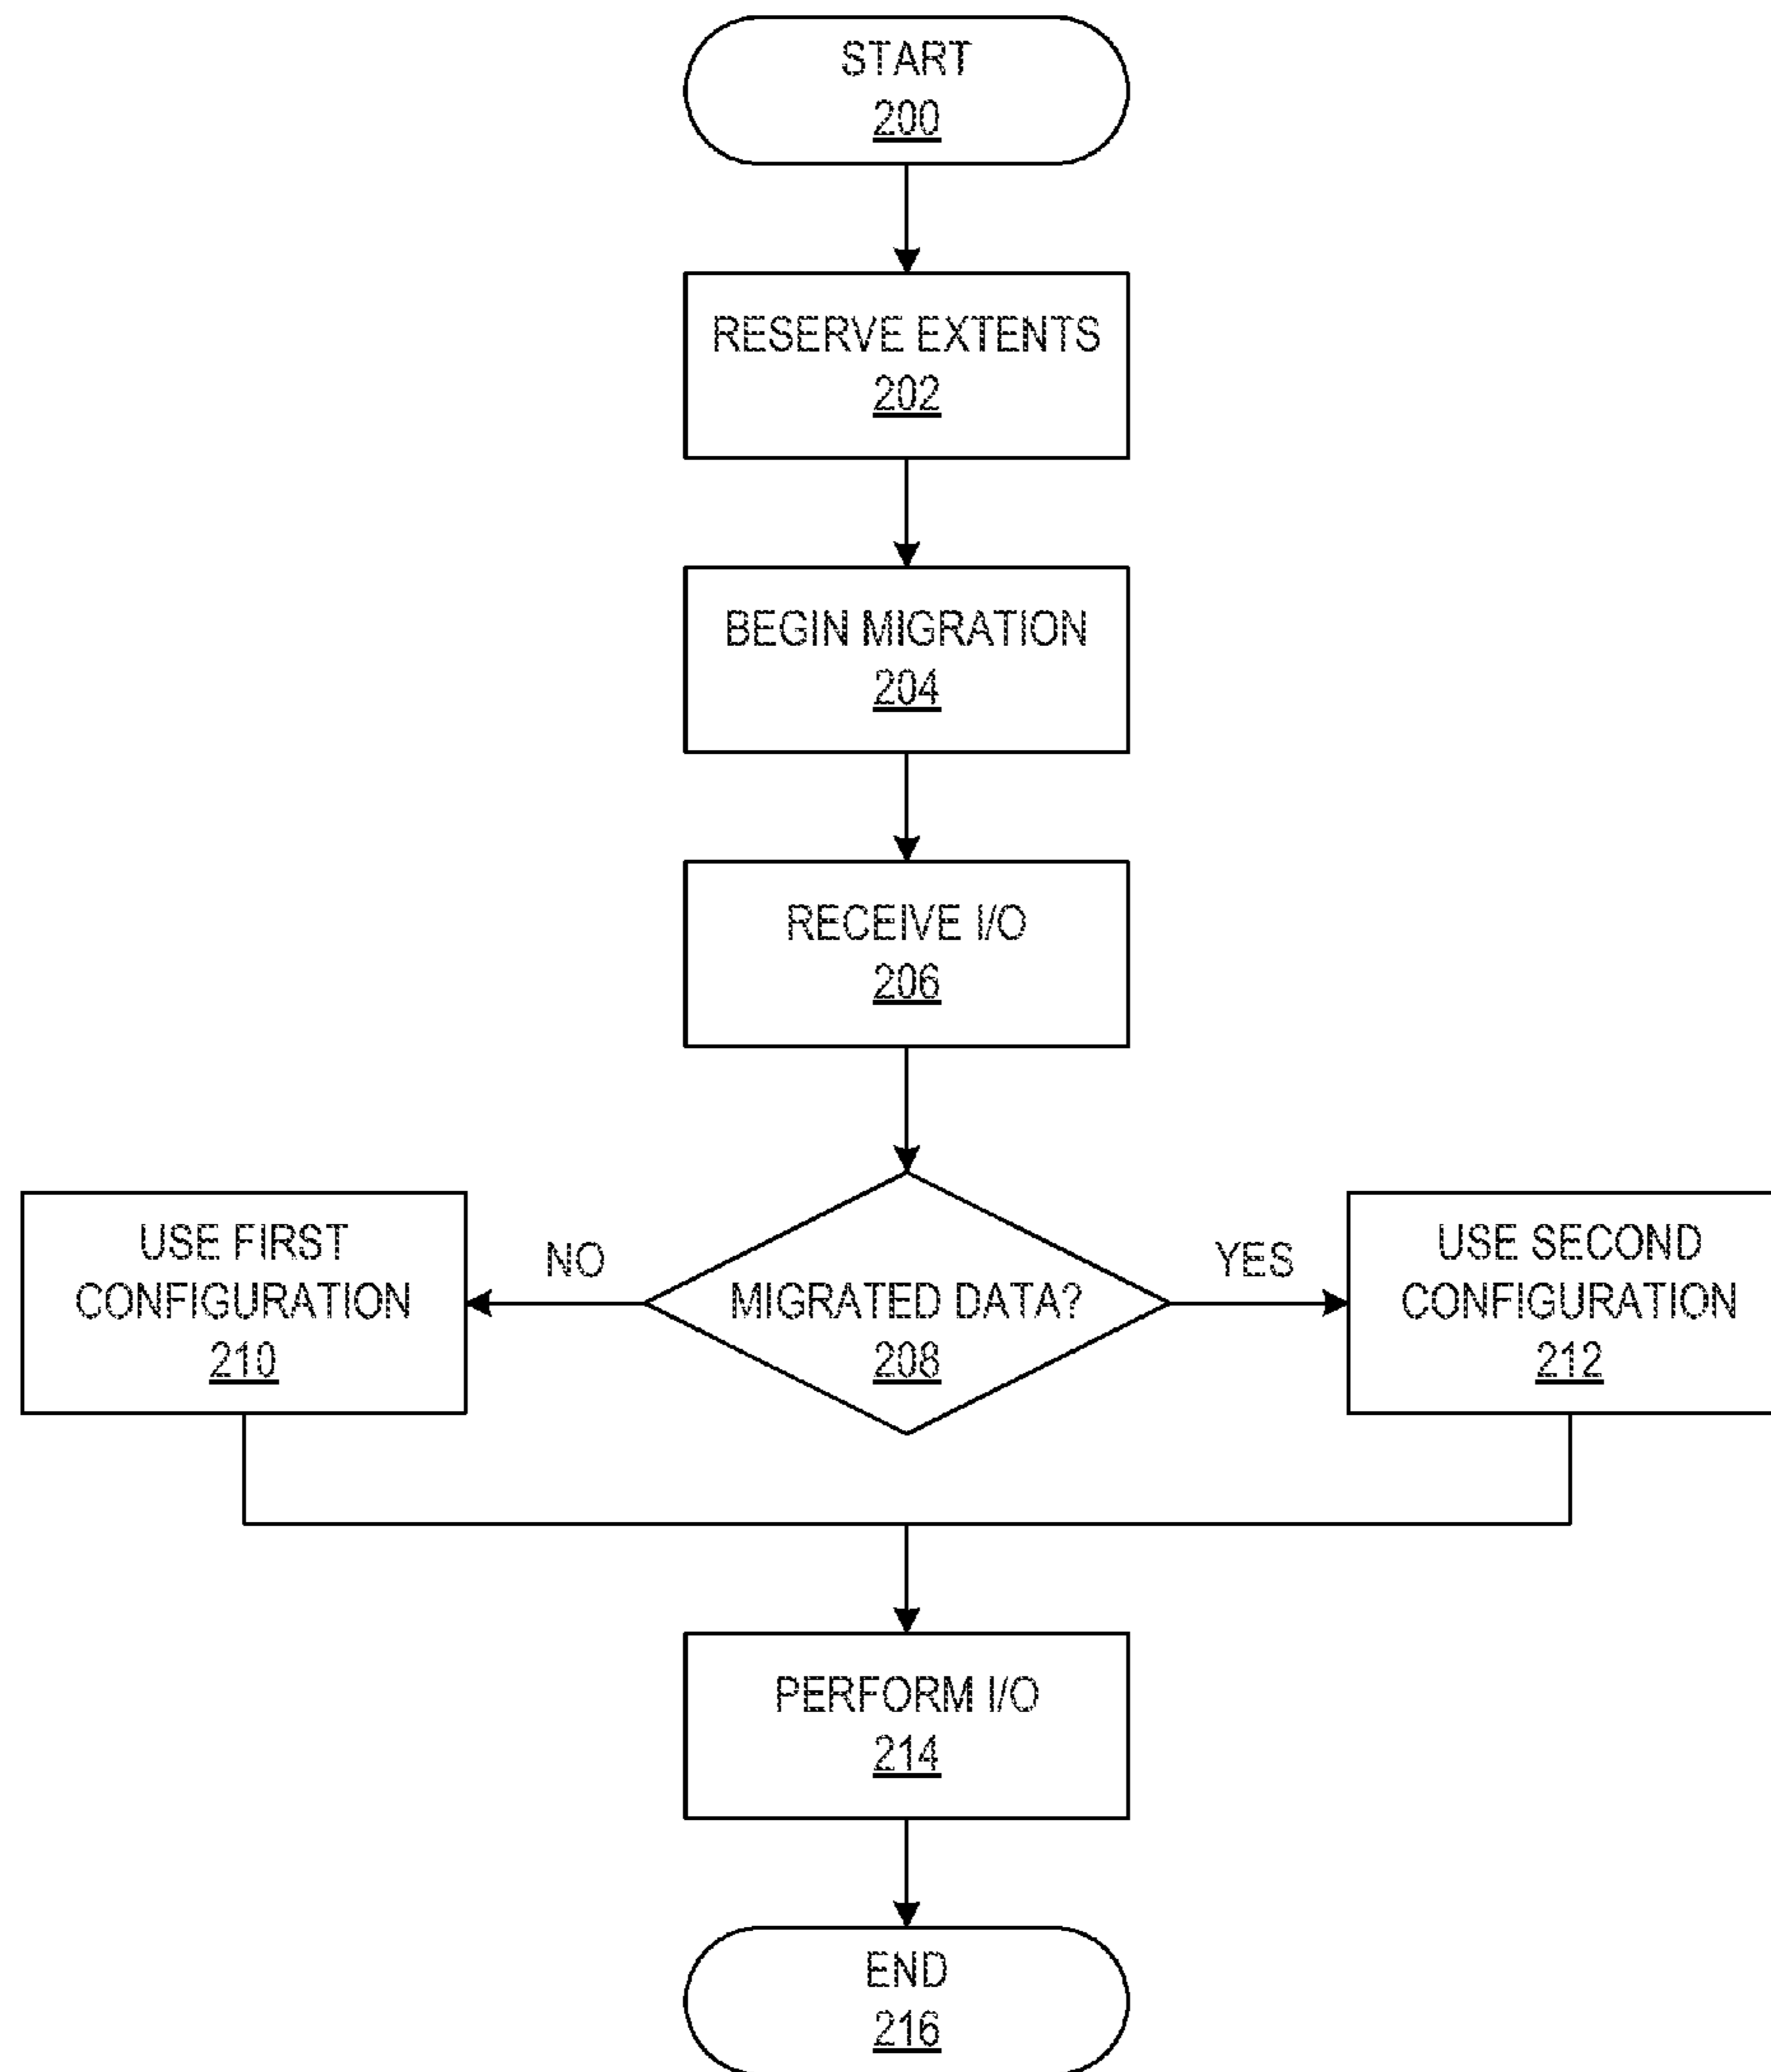 START
200
RESERVE EXTENTS
202
BEGIN MIGRATION
204
RECEIVE I/O
206
USE FIRST
CONFIGURATION
210
NO
MIGRATED DATA?
208
YES
USE SECOND
CONFIGURATION
212
PERFORM I/O
214
END
216